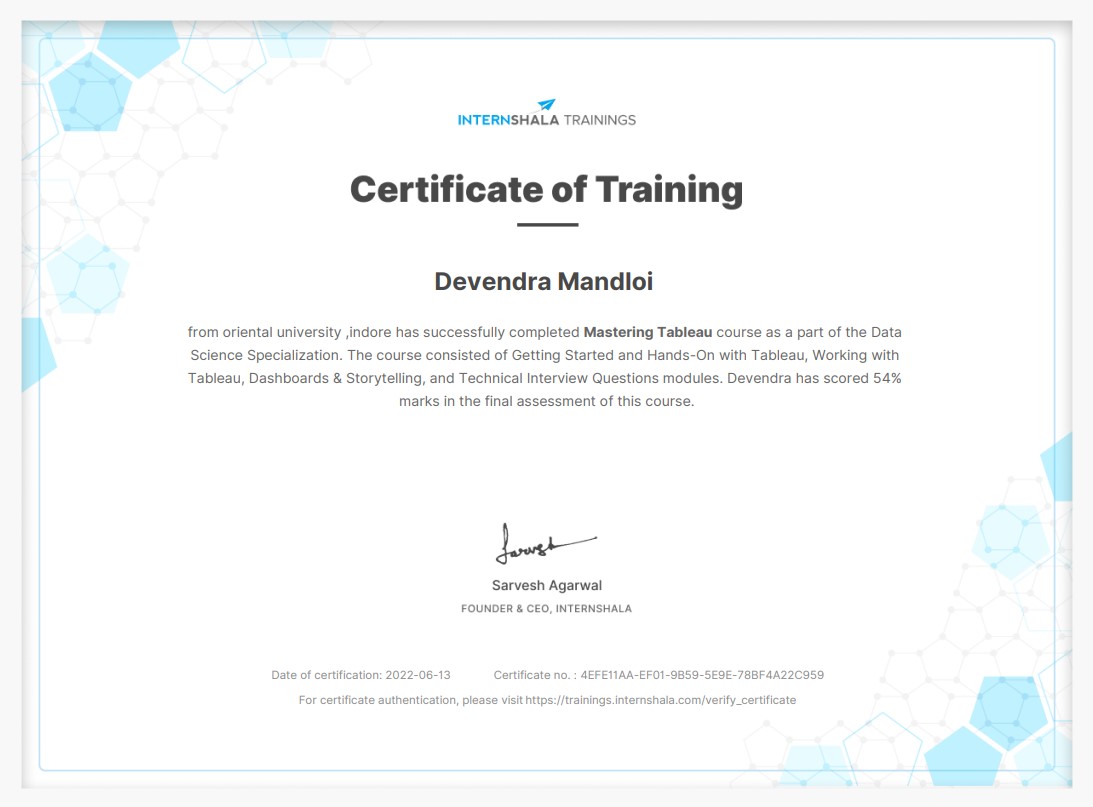 INTERNSHALA TRAININGS
Certificate of Training
Devendra Mandloi
from oriental university ,indore has successfully completed Mastering Tableau course as a part of the Data
Science Specialization. The course consisted of Getting Started and Hands-On with Tableau, Working with
Tableau, Dashboards & Storytelling, and Technical Interview Questions modules. Devendra has scored 54%
marks in the final assessment of this course.
Sarvesh
Sarvesh Agarwal
FOUNDER & CEO, INTERNSHALA
Date of certification: 2022-06-13 Certificate no. : 4EFE11AA-EF01-9B59-5E9E-78BF4A22C959
For certificate authentication, please visit https://trainings.internshala.com/verify_certificate